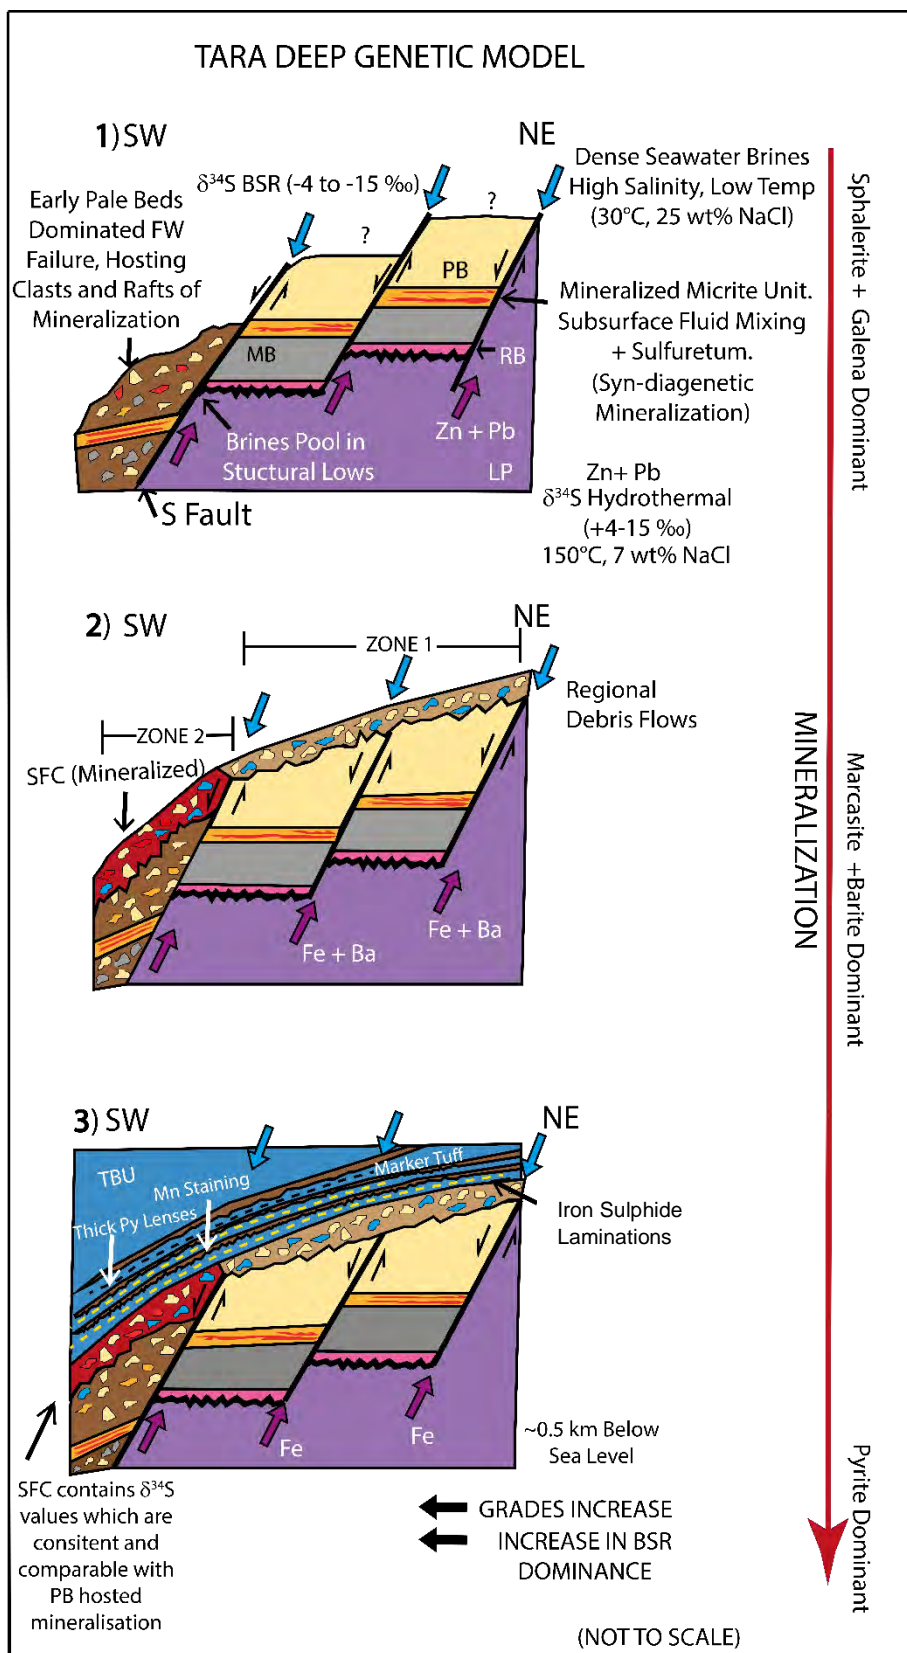 TARA DEEP GENETIC MODEL
1) SW
NE
δ³⁴S BSR (-4 to -15 ‰)
Dense Seawater Brines
High Salinity, Low Temp
(30°C, 25 wt% NaCl)
Early Pale Beds
Dominated FW
Failure, Hosting
Clasts and Rafts of
Mineralization
?
?
PB
MB
RB
Mineralized Micrite Unit.
Subsurface Fluid Mixing
+ Sulfuretum.
(Syn-diagenetic
Mineralization)
Brines Pool in
Stuctural Lows
Zn + Pb
LP
S Fault
Zn+ Pb
δ³⁴S Hydrothermal
(+4-15 ‰)
150°C, 7 wt% NaCl
2) SW
NE
ZONE 1
ZONE 2
SFC (Mineralized)
Regional
Debris Flows
Fe + Ba
Fe + Ba
3) SW
NE
TBU
Marker Tuff
Mn Staining
Thick Py Lenses
Iron Sulphide
Laminations
Fe
Fe
~0.5 km Below
Sea Level
SFC contains δ³⁴S
values which are
consitent and
comparable with
PB hosted
mineralisation
GRADES INCREASE
INCREASE IN BSR
DOMINANCE
(NOT TO SCALE)
MINERALIZATION
Sphalerite + Galena Dominant
Marcasite +Barite Dominant
Pyrite Dominant